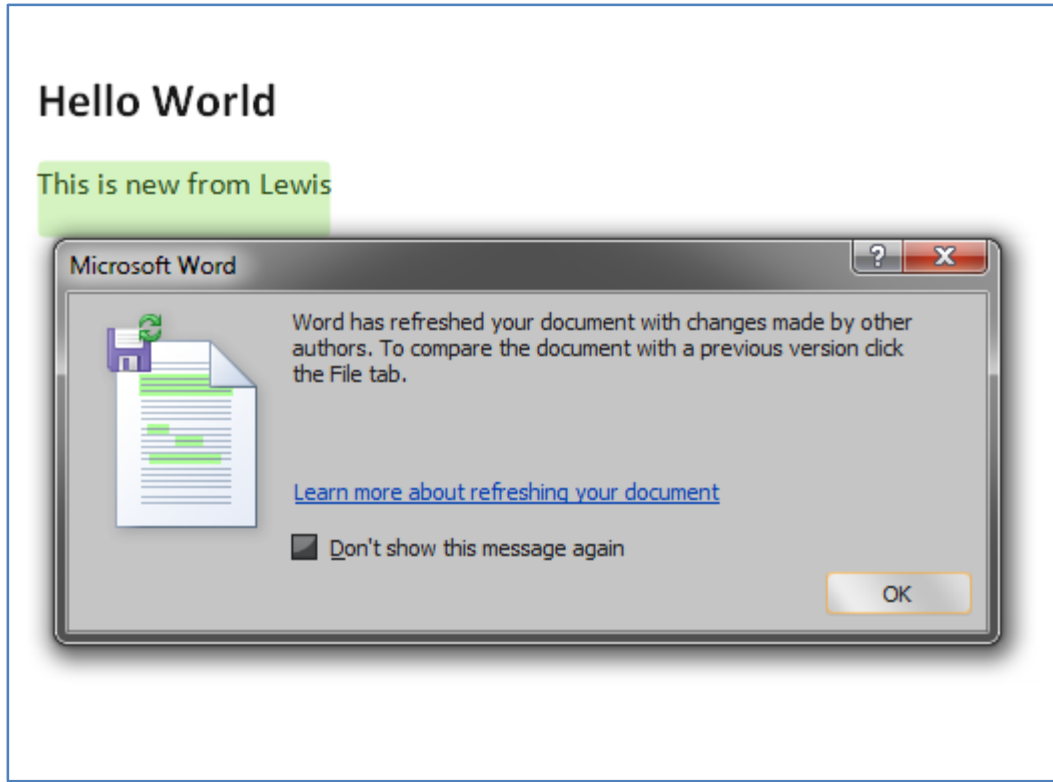 Hello World
This is new from Lewis
Microsoft Word
?
Word has refreshed your document with changes made by other
authors. To compare the document with a previous version click
the File tab.
Learn more about refreshing your document
Don't show this message again
OK